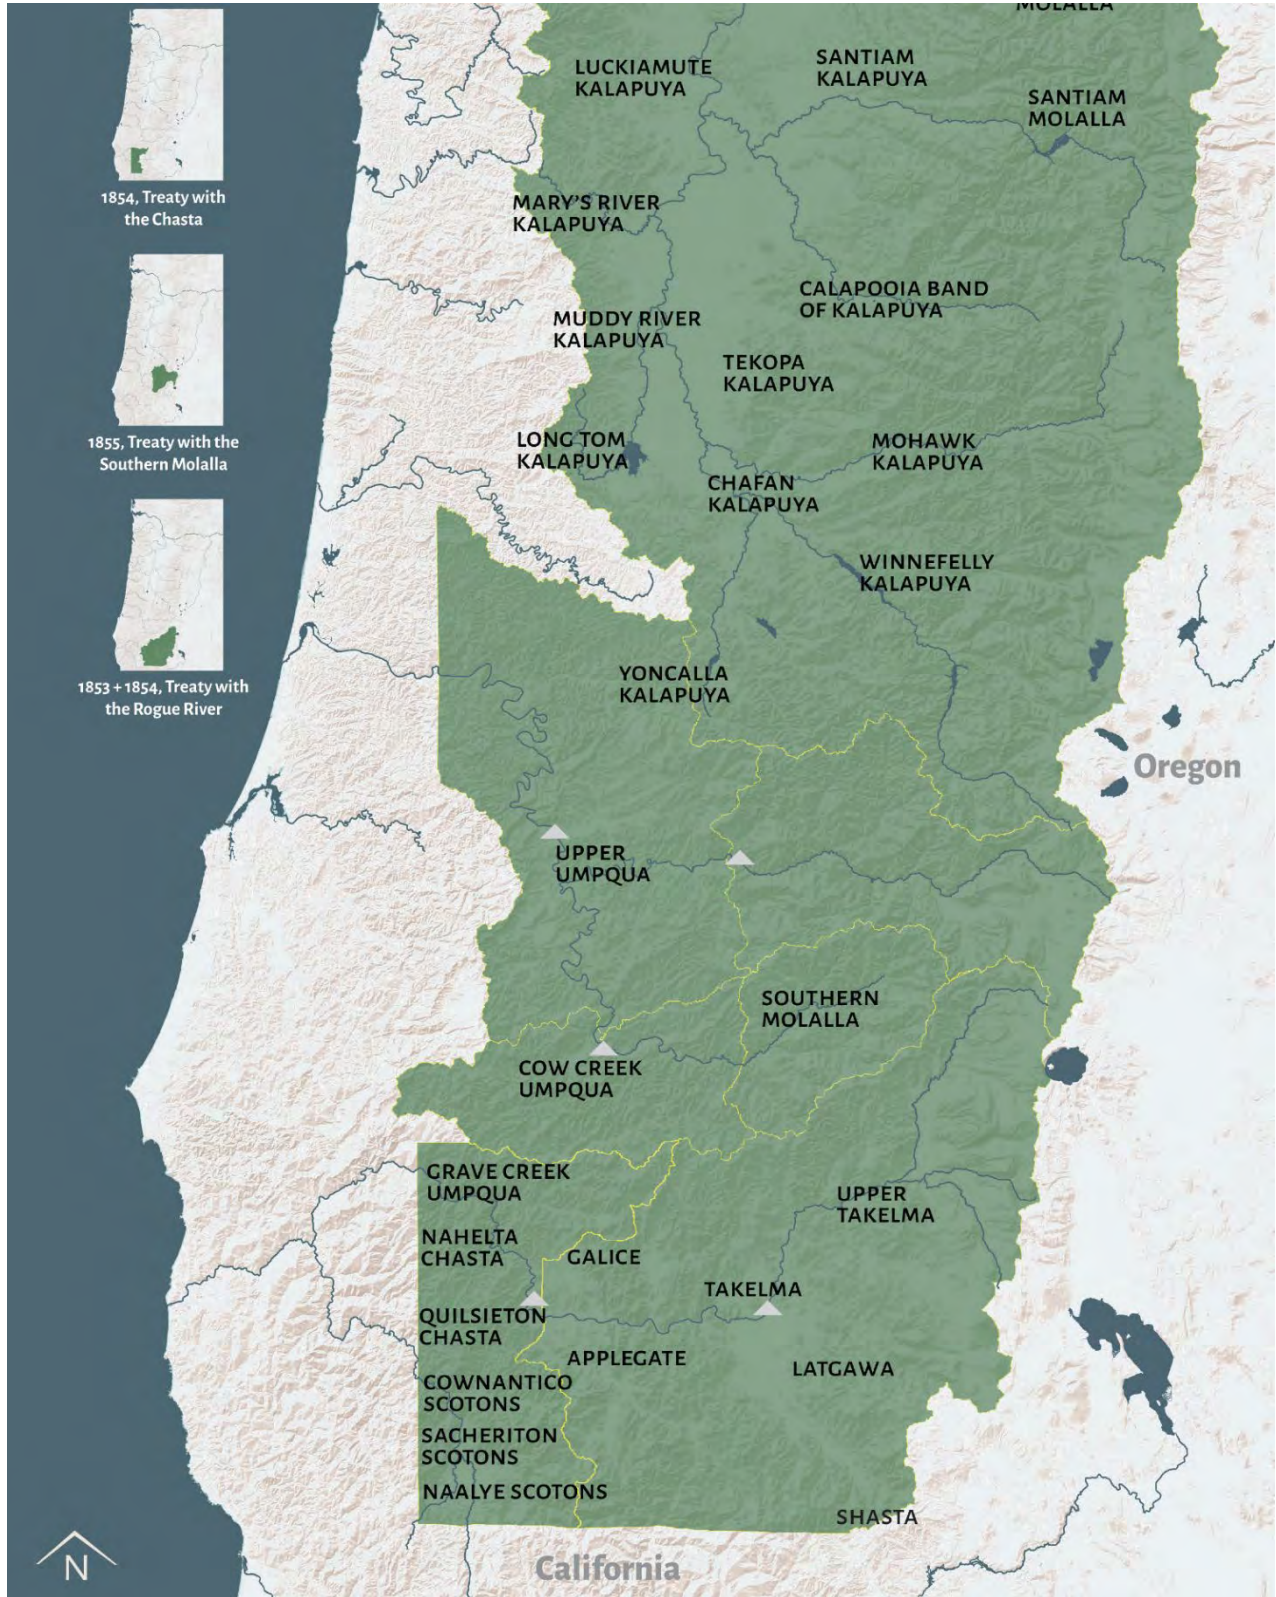 MOLALLA
LUCKIAMUTE
KALAPUYA
SANTIAM
KALAPUYA
SANTIAM
MOLALLA
1854, Treaty with
the Chasta
MARY'S RIVER
KALAPUYA
CALAPOOIA BAND
OF KALAPUYA
MUDDY RIVER
KALAPUYA
TEKOPA
KALAPUYA
1855, Treaty with the
Southern Molalla
LONG TOM
KALAPUYA
MOHAWK
KALAPUYA
CHAFAN
KALAPUYA
WINNEFELLY
KALAPUYA
1853 + 1854, Treaty with
the Rogue River
YONCALLA
KALAPUYA
Oregon
UPPER
UMPQUA
SOUTHERN
MOLALLA
COW CREEK
UMPQUA
GRAVE CREEK
UMPQUA
UPPER
TAKELMA
NAHELTA
CHASTA
GALICE
TAKELMA
QUILSIETON
CHASTA
APPLEGATE
LATGAWA
COWNANTICO
SCOTONS
SACHERITON
SCOTONS
NAALYE SCOTONS
SHASTA
N
California